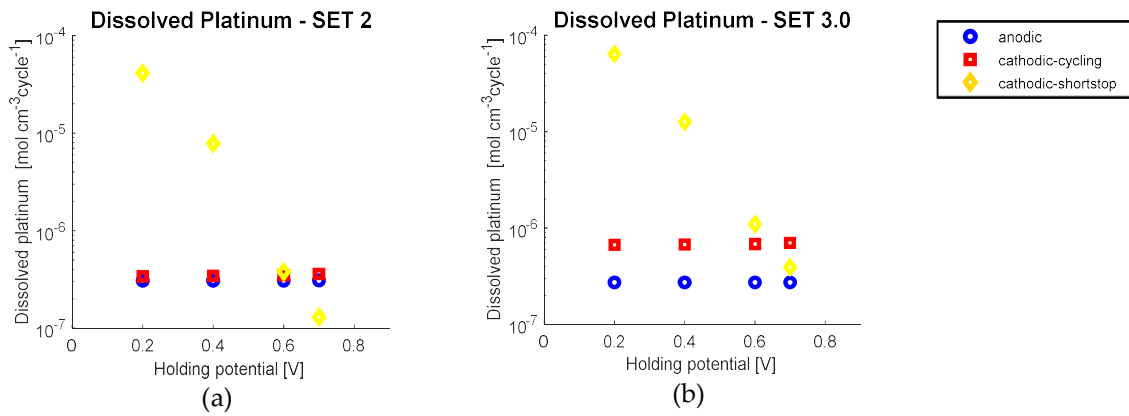 Dissolved Platinum - SET 2
Dissolved platinum [mol cm-3cycle-1]
10-4
10-5
10-6
10-7
0
0.2
0.4
0.6
0.8
Holding potential [V]
(a)
Dissolved Platinum - SET 3.0
Dissolved platinum [mol cm-3cycle-1]
10-4
10-5
10-6
10-7
0
0.2
0.4
0.6
0.8
Holding potential [V]
(b)
anodic
cathodic-cycling
cathodic-shortstop